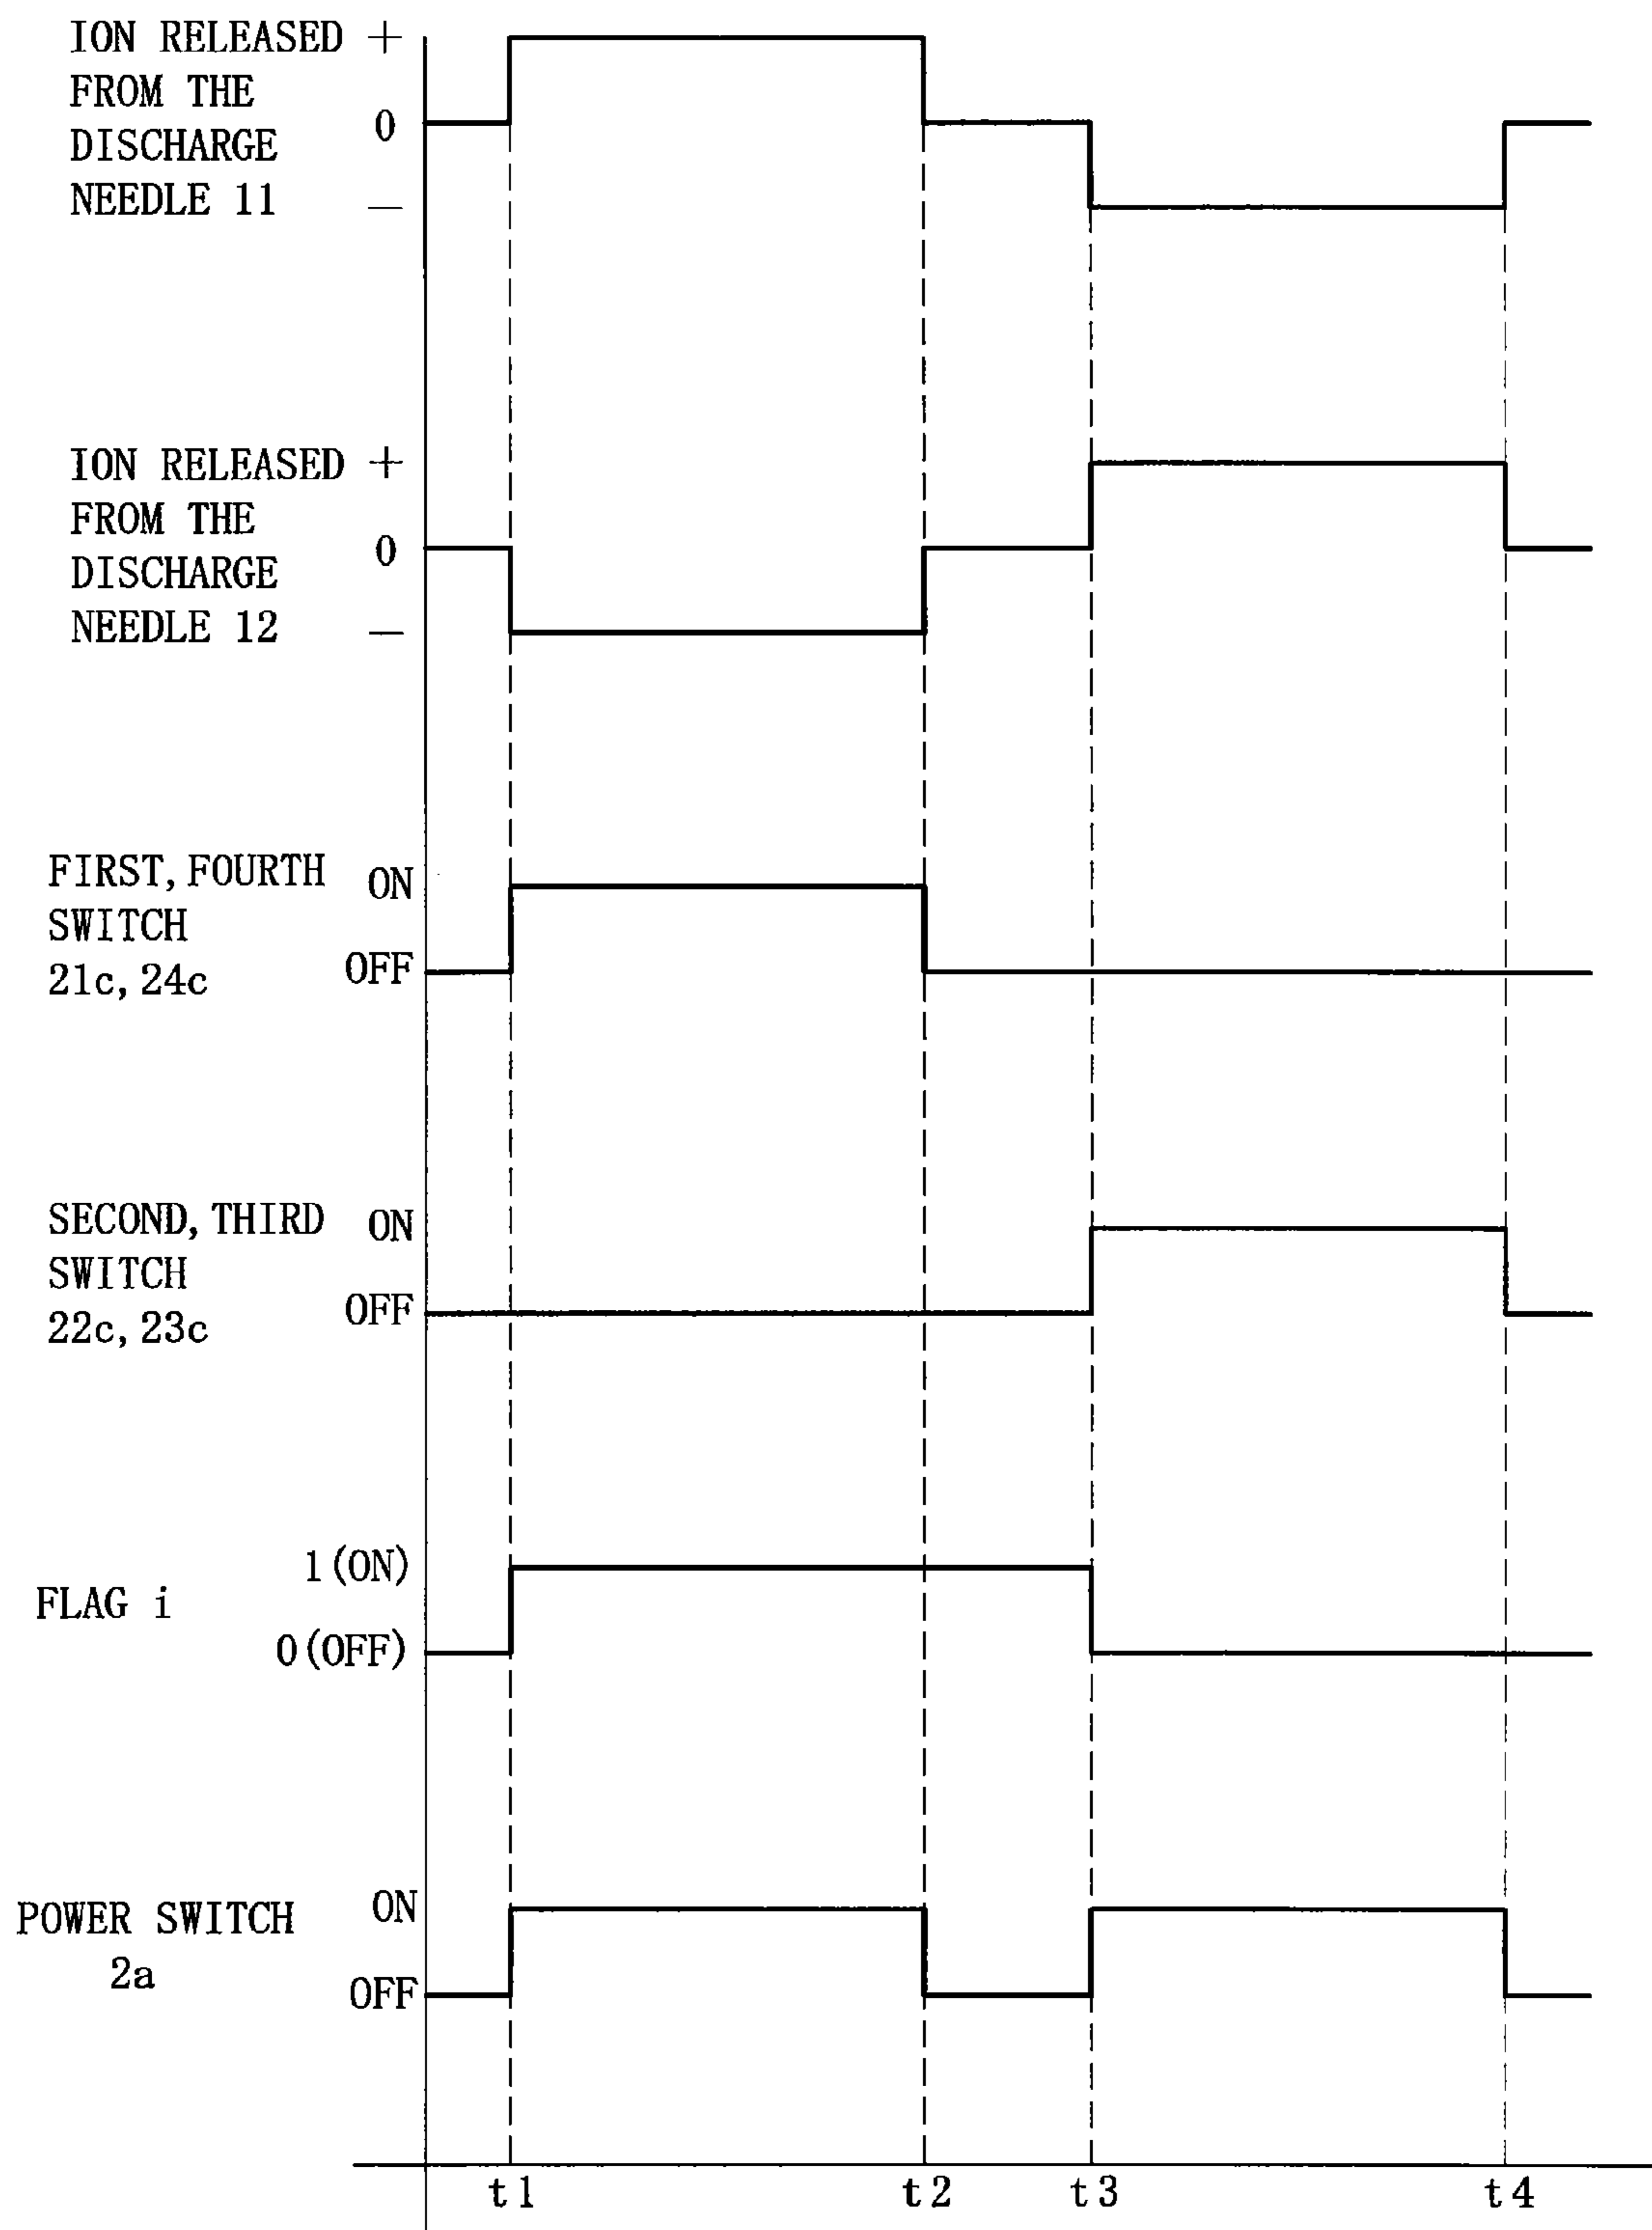 ION RELEASED +
FROM THE
0
DISCHARGE
NEEDLE 11 —
ION RELEASED +
FROM THE
0
DISCHARGE
NEEDLE 12 —
FIRST, FOURTH ON
SWITCH
OFF
21c, 24c
SECOND, THIRD ON
SWITCH
OFF
22c, 23c
1(ON)
FLAG i
0(OFF)
ON
POWER SWITCH
2a
OFF
t1 t2 t3 t4